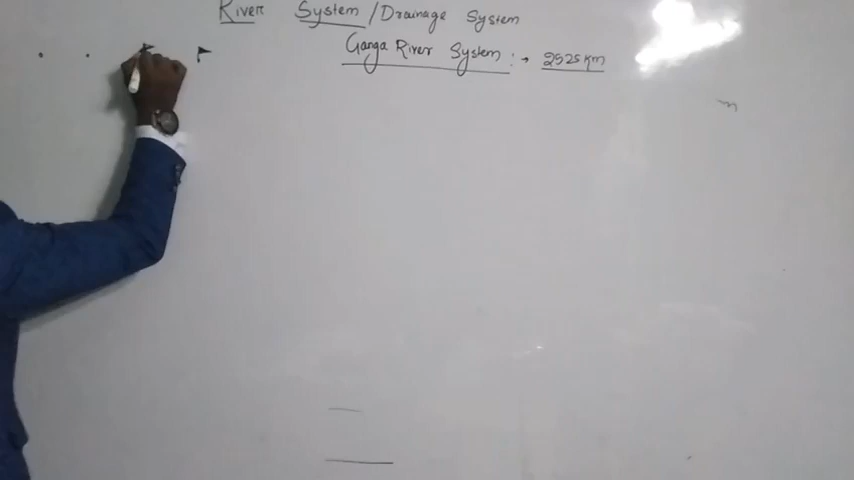 River System / Drainage System
Ganga River System : → 2525 Km